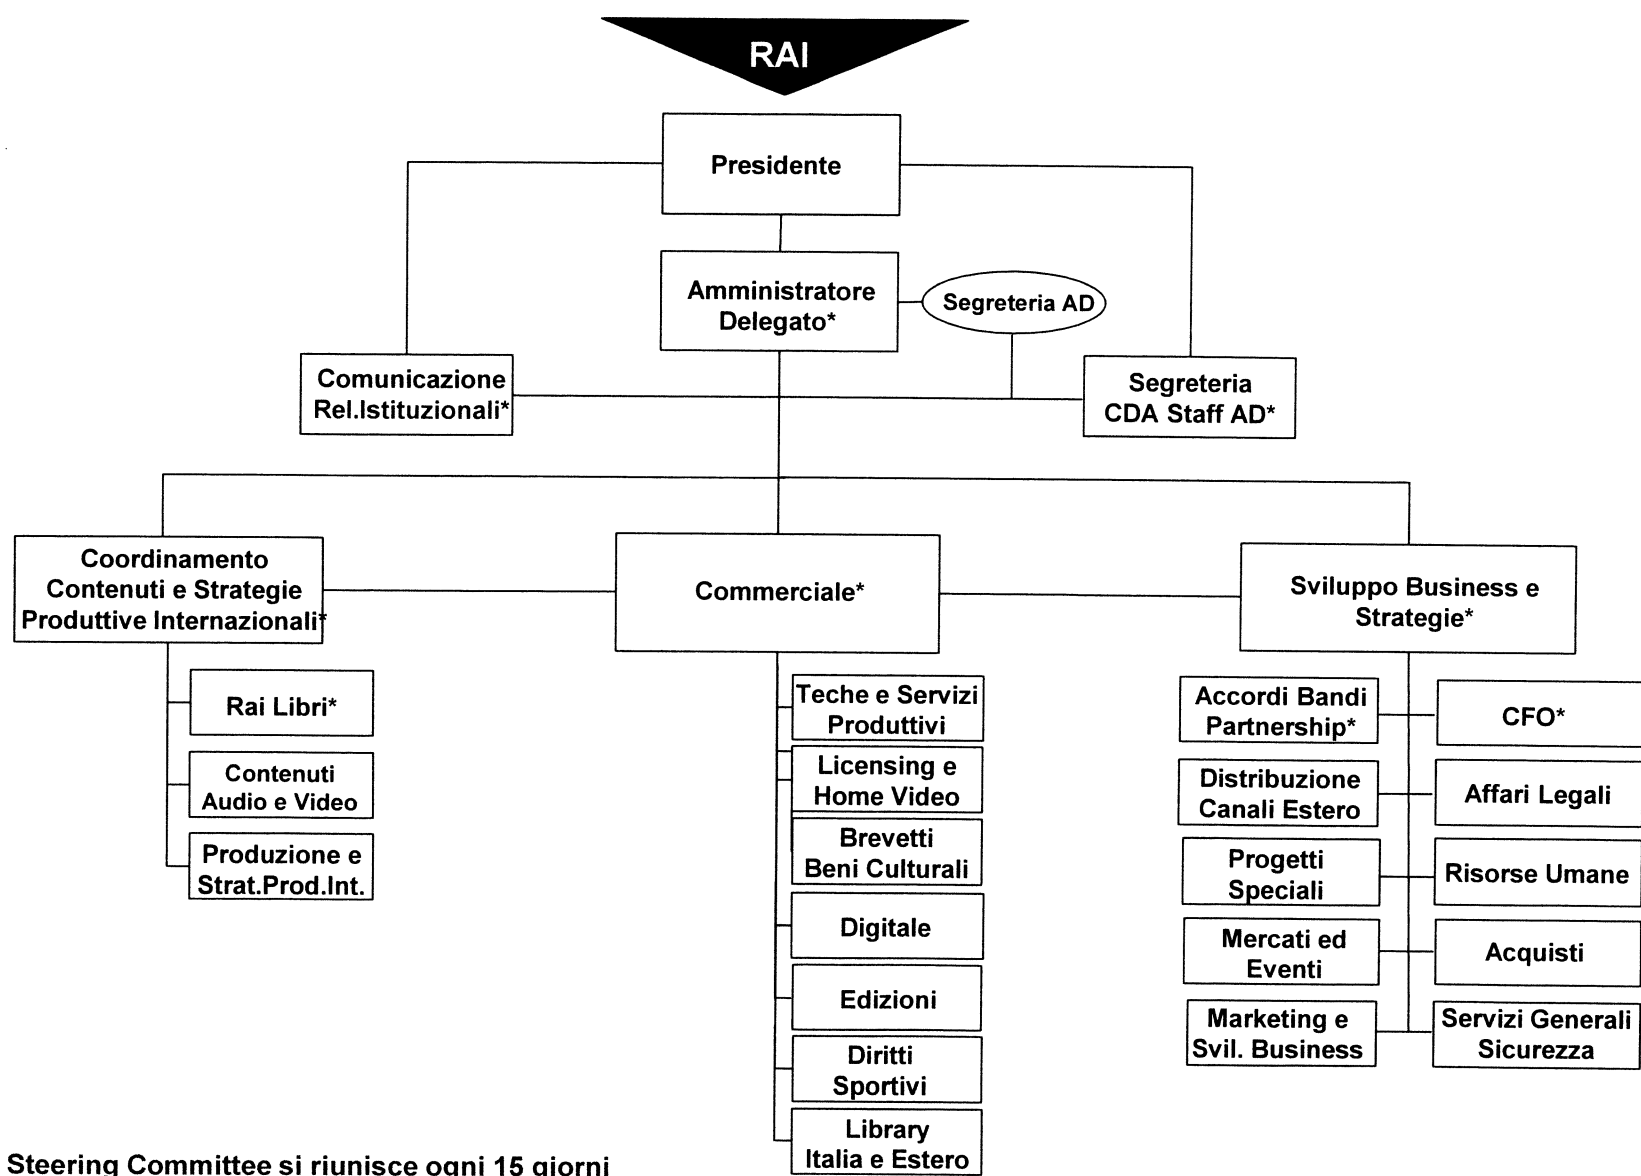 RAI
Presidente
Amministratore
Delegato*
Segreteria AD
Comunicazione
Rel.Istituzionali*
Segreteria
CDA Staff AD*
Coordinamento
Contenuti e Strategie
Produttive Internazionali*
Commerciale*
Sviluppo Business e
Strategie*
Rai Libri*
Contenuti
Audio e Video
Produzione e
Strat.Prod.Int.
Teche e Servizi
Produttivi
Licensing e
Home Video
Brevetti
Beni Culturali
Digitale
Edizioni
Diritti
Sportivi
Library
Italia e Estero
Accordi Bandi
Partnership*
CFO*
Distribuzione
Canali Estero
Affari Legali
Progetti
Speciali
Risorse Umane
Mercati ed
Eventi
Acquisti
Marketing e
Svil. Business
Servizi Generali
Sicurezza
Steering Committee si riunisce ogni 15 giorni